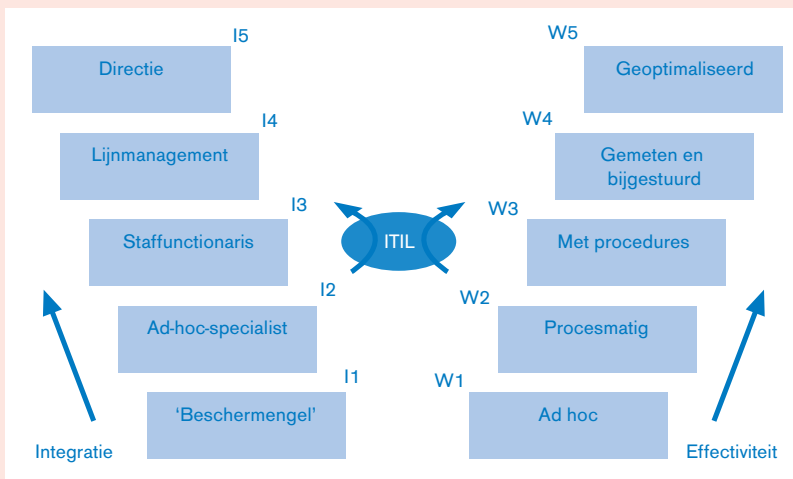 I5
Directie
I4
Lijnmanagement
I3
Staffunctionaris
I2
Ad-hoc-specialist
I1
‘Beschermengel’
Integratie
ITIL
W5
Geoptimaliseerd
W4
Gemeten en
bijgestuurd
W3
Met procedures
W2
Procesmatig
W1
Ad hoc
Effectiviteit